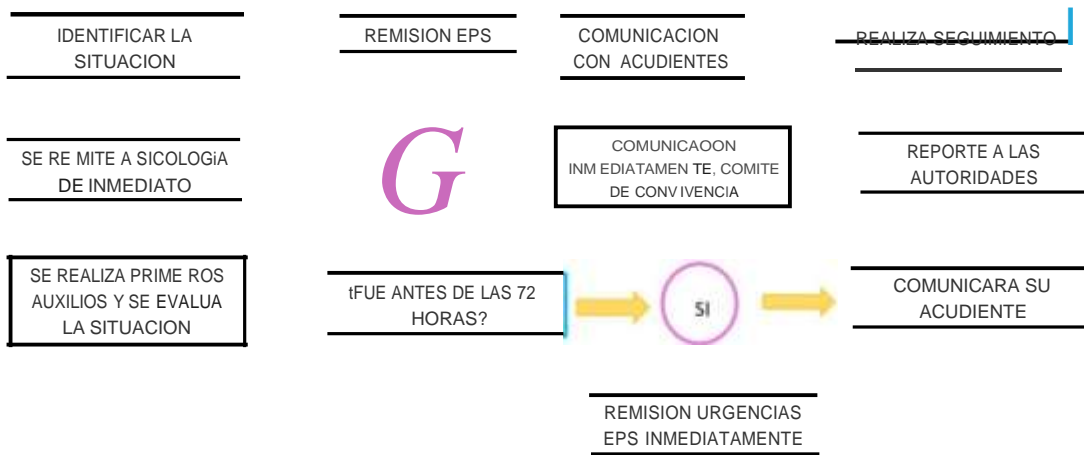 IDENTIFICAR LA
SITUACION
REMISION EPS
COMUNICACION
CON ACUDIENTES
REALIZA SEGUIMIENTO
SE RE MITE A SICOLOGiA
DE INMEDIATO
G
COMUNICAOON
INM EDIATAMEN TE, COMITE
DE CONV IVENCIA
REPORTE A LAS
AUTORIDADES
SE REALIZA PRIME ROS
AUXILIOS Y SE EVALUA
LA SITUACION
tFUE ANTES DE LAS 72
HORAS?
SI
COMUNICARA SU
ACUDIENTE
REMISION URGENCIAS
EPS INMEDIATAMENTE